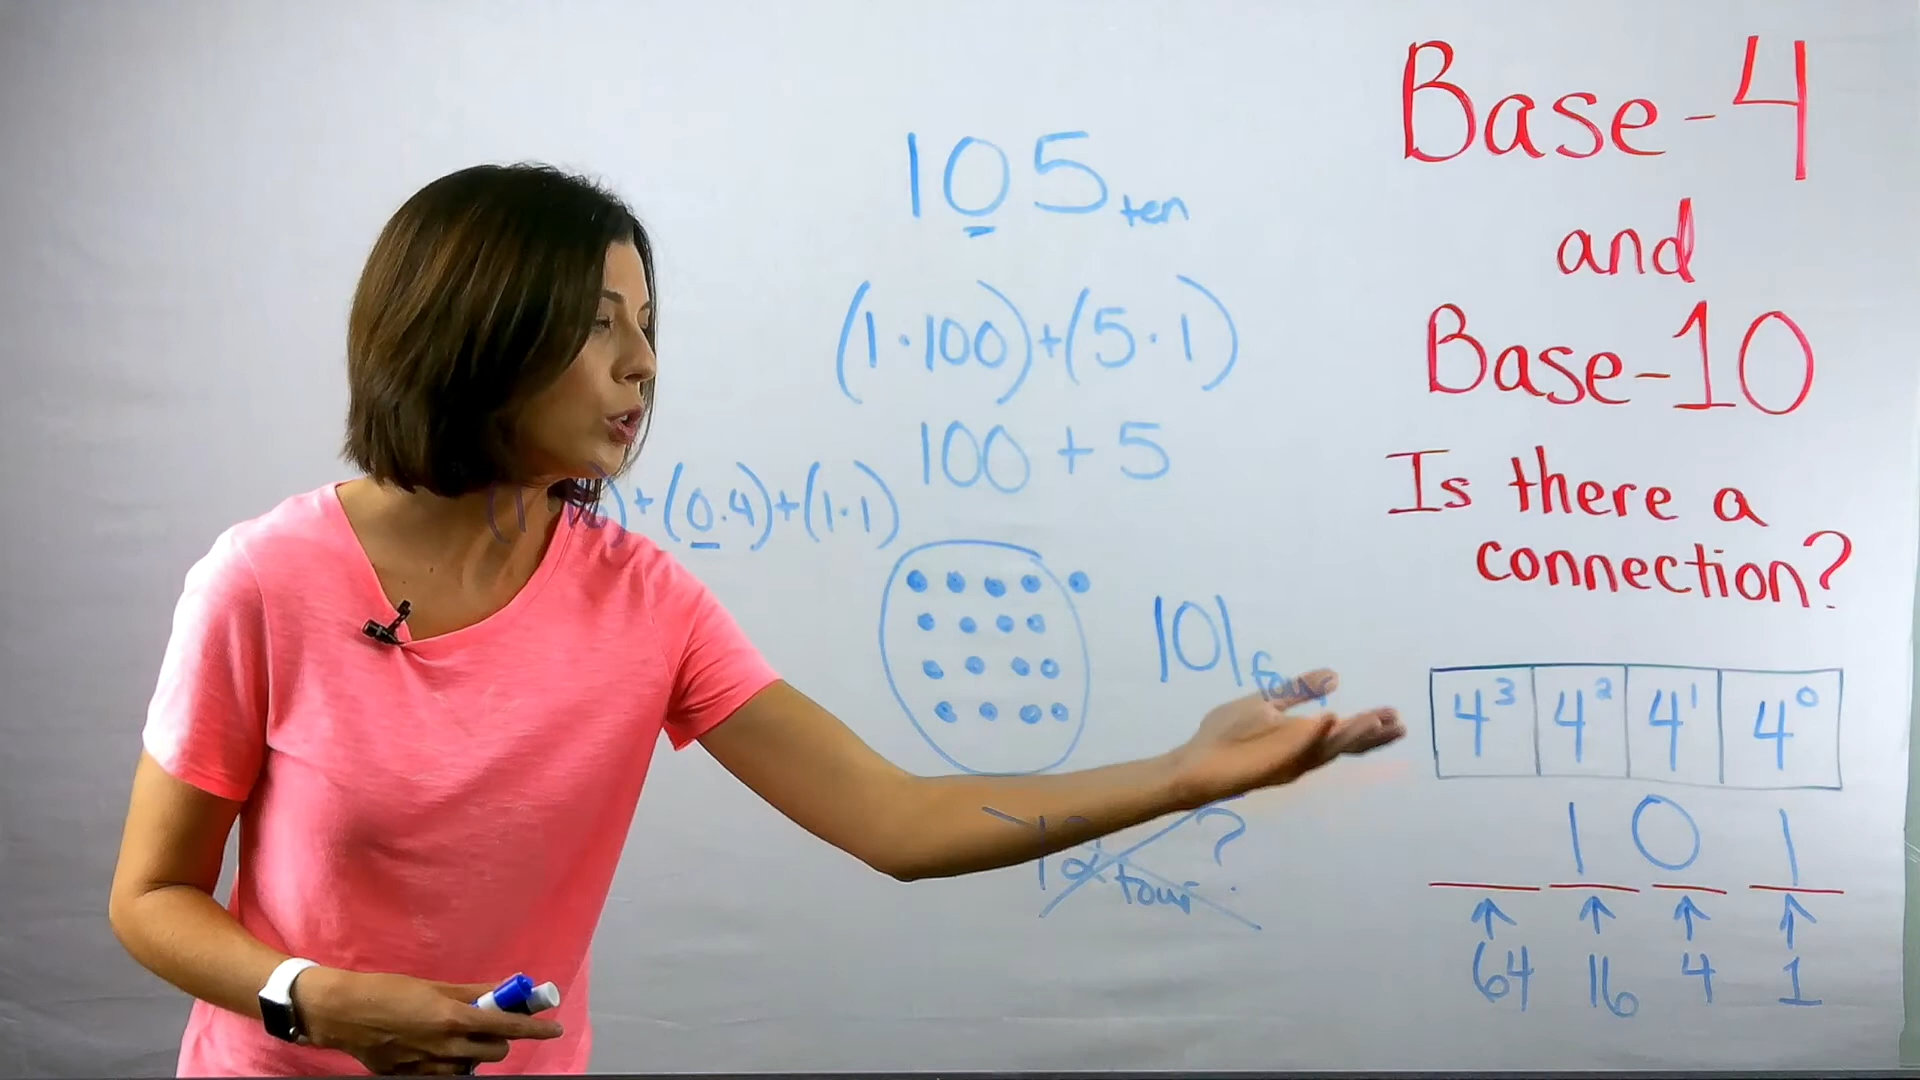 105ten
(1·100)+(5·1)
100 + 5
(1·16)+(0·4)+(1·1)
101four
?
four
Base-4
and
Base-10
Is there a
connection?
4³ 4² 4¹ 4⁰
1 0 1
↑ ↑ ↑ ↑
64 16 4 1